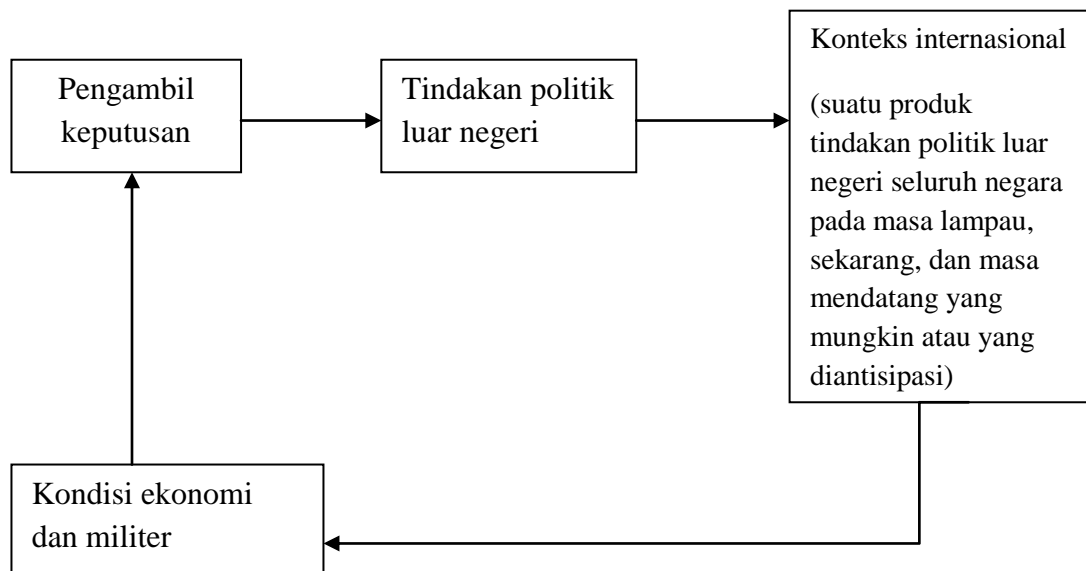 Pengambil
keputusan
Tindakan politik
luar negeri
Konteks internasional
(suatu produk
tindakan politik luar
negeri seluruh negara
pada masa lampau,
sekarang, dan masa
mendatang yang
mungkin atau yang
diantisipasi)
Kondisi ekonomi
dan militer